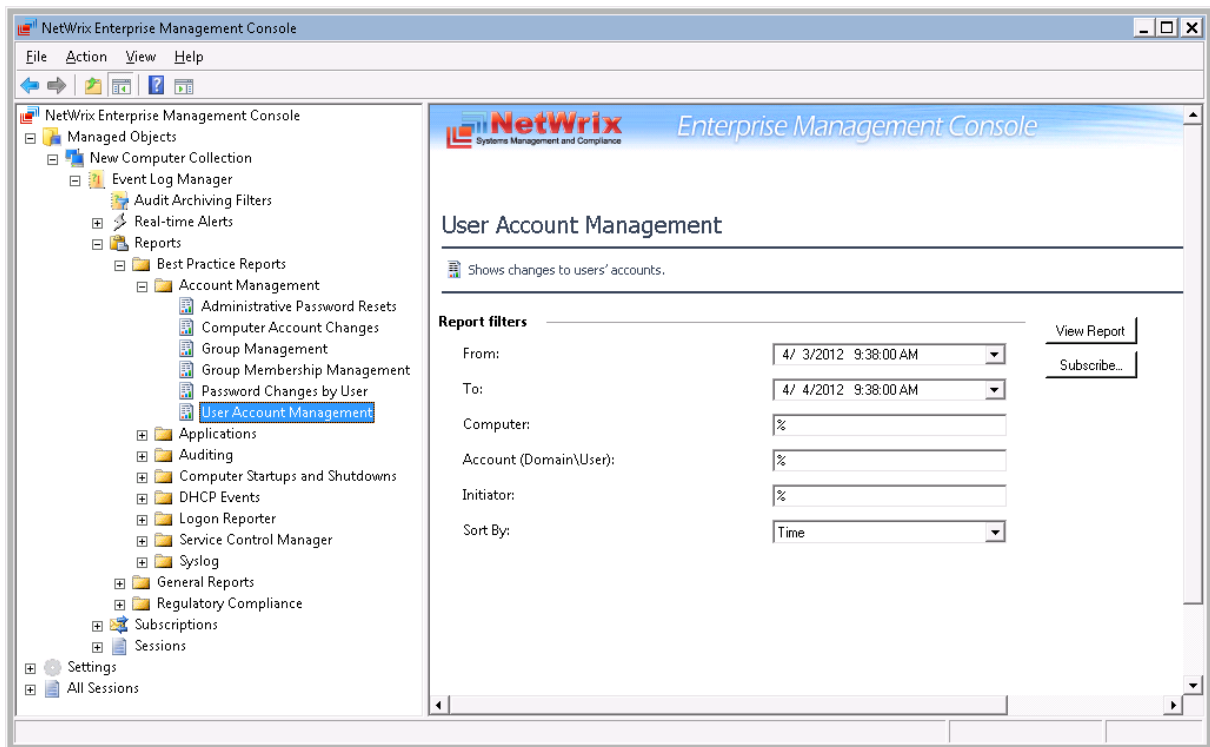 NetWrix Enterprise Management Console
File Action View Help
NetWrix Enterprise Management Console
Managed Objects
New Computer Collection
Event Log Manager
Audit Archiving Filters
Real-time Alerts
Reports
Best Practice Reports
Account Management
Administrative Password Resets
Computer Account Changes
Group Management
Group Membership Management
Password Changes by User
User Account Management
Applications
Auditing
Computer Startups and Shutdowns
DHCP Events
Logon Reporter
Service Control Manager
Syslog
General Reports
Regulatory Compliance
Subscriptions
Sessions
Settings
All Sessions
NetWrix Enterprise Management Console
Systems Management and Compliance
User Account Management
Shows changes to users' accounts.
Report filters
View Report
From: 4/ 3/2012 9:38:00 AM
Subscribe...
To: 4/ 4/2012 9:38:00 AM
Computer: %
Account (Domain\User): %
Initiator: %
Sort By: Time